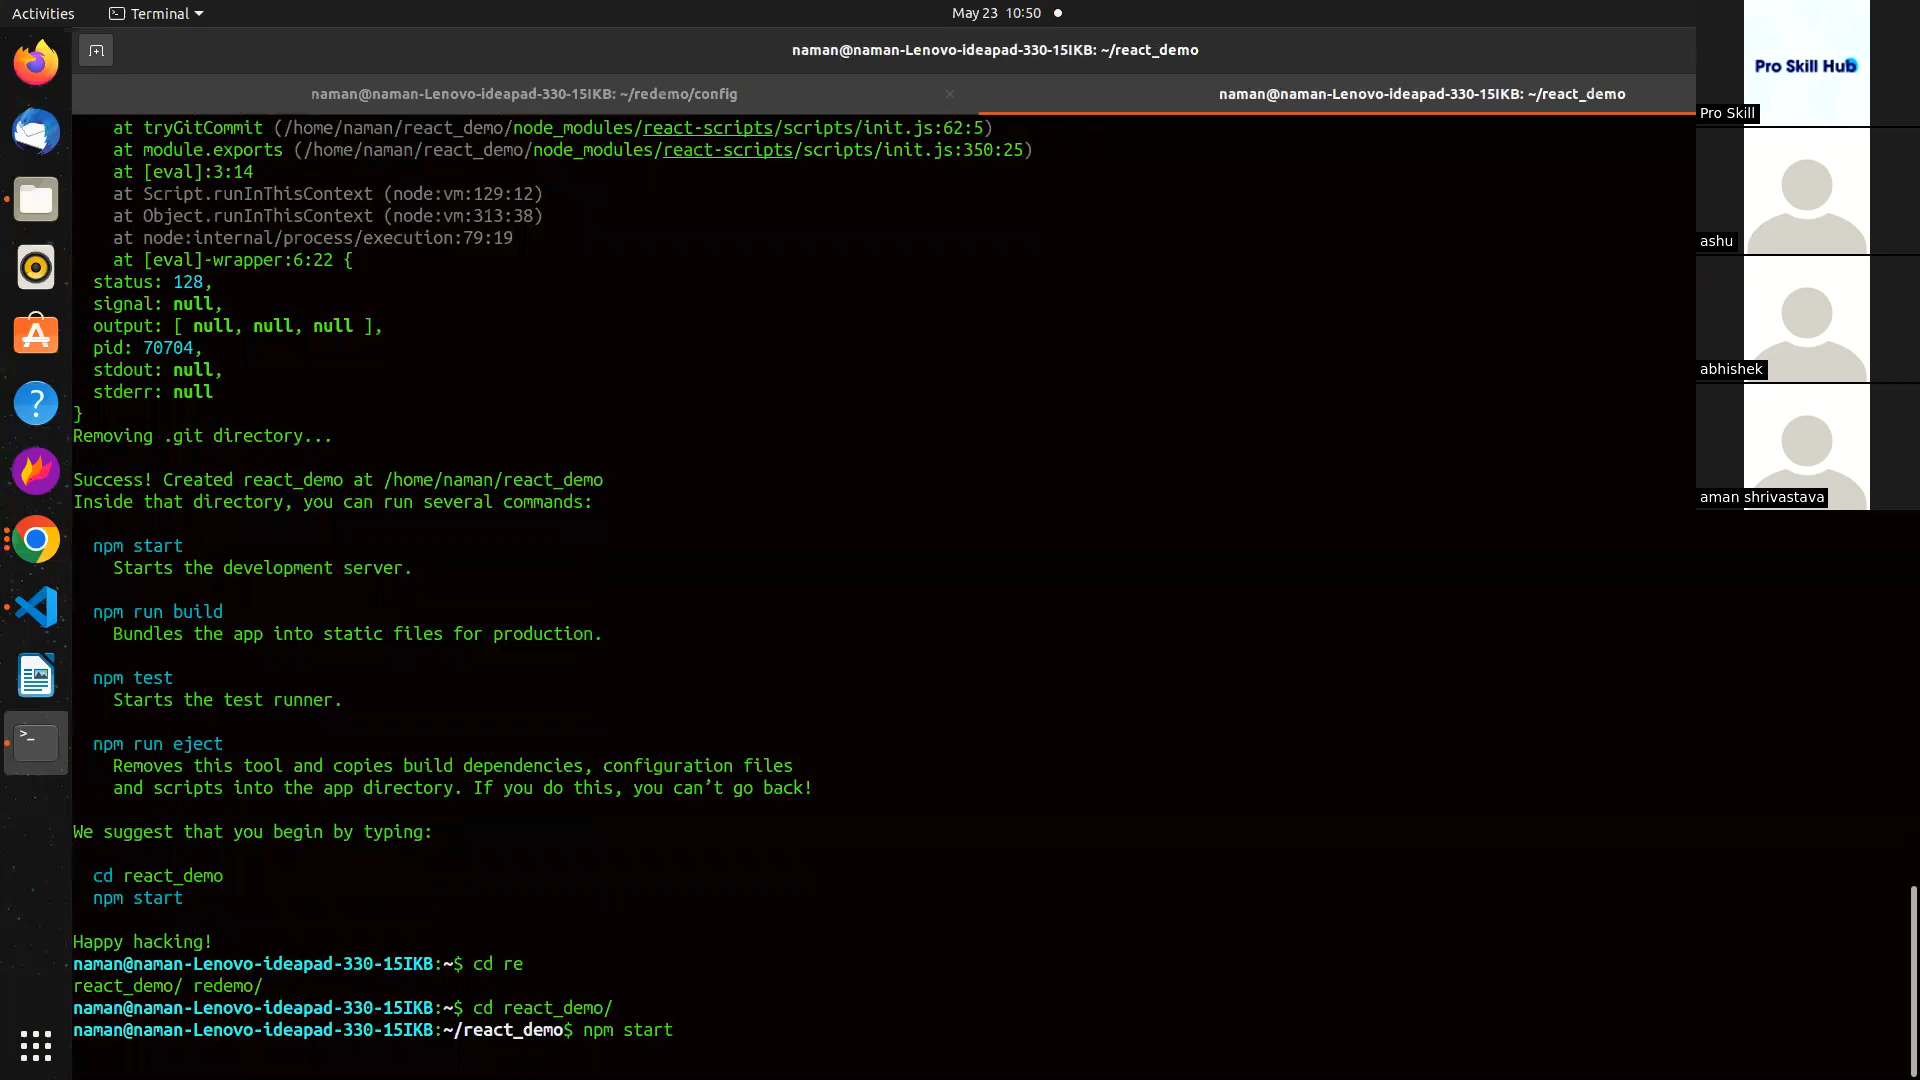 Activities
Terminal
May 23 10:50
naman@naman-Lenovo-ideapad-330-15IKB: ~/react_demo
naman@naman-Lenovo-ideapad-330-15IKB: ~/redemo/config
naman@naman-Lenovo-ideapad-330-15IKB: ~/react_demo
at tryGitCommit (/home/naman/react_demo/node_modules/react-scripts/scripts/init.js:62:5)
at module.exports (/home/naman/react_demo/node_modules/react-scripts/scripts/init.js:350:25)
at [eval]:3:14
at Script.runInThisContext (node:vm:129:12)
at Object.runInThisContext (node:vm:313:38)
at node:internal/process/execution:79:19
at [eval]-wrapper:6:22 {
status: 128,
signal: null,
output: [ null, null, null ],
pid: 70704,
stdout: null,
stderr: null
}
Removing .git directory...
Success! Created react_demo at /home/naman/react_demo
Inside that directory, you can run several commands:
npm start
Starts the development server.
npm run build
Bundles the app into static files for production.
npm test
Starts the test runner.
npm run eject
Removes this tool and copies build dependencies, configuration files
and scripts into the app directory. If you do this, you can’t go back!
We suggest that you begin by typing:
cd react_demo
npm start
Happy hacking!
naman@naman-Lenovo-ideapad-330-15IKB:~$ cd re
react_demo/ redemo/
naman@naman-Lenovo-ideapad-330-15IKB:~$ cd react_demo/
naman@naman-Lenovo-ideapad-330-15IKB:~/react_demo$ npm start
Pro Skill Hub
Pro Skill
ashu
abhishek
aman shrivastava